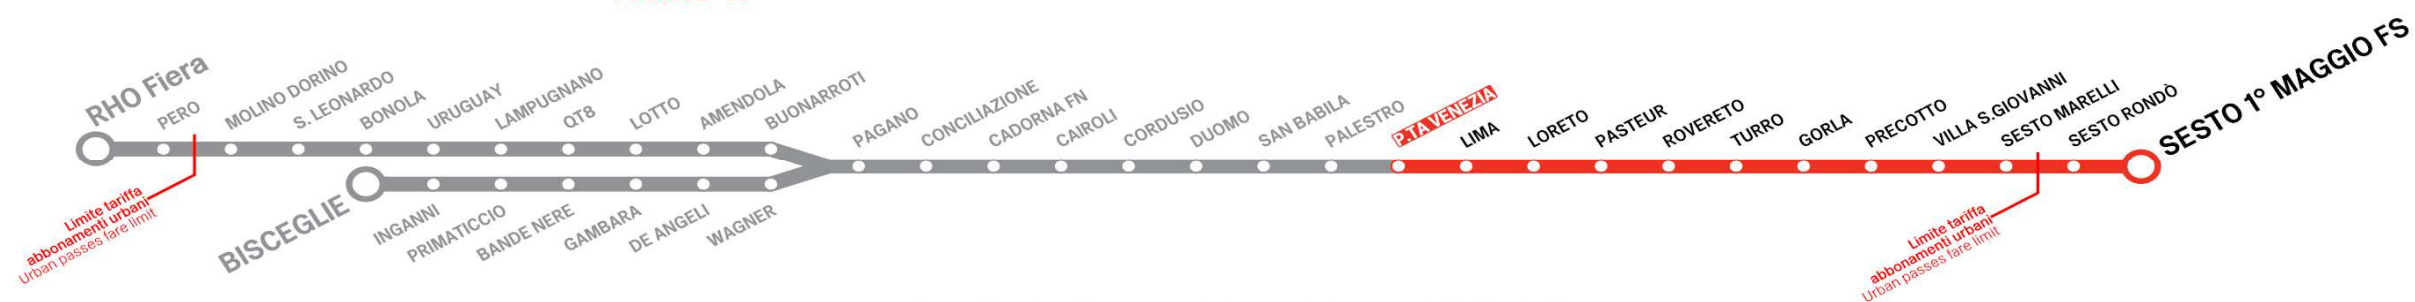 RHO Fiera
PERO
MOLINO DORINO
S. LEONARDO
BONOLA
URUGUAY
LAMPUGNANO
QT8
LOTTO
AMENDOLA
BUONARROTI
PAGANO
CONCILIAZIONE
CADORNA FN
CAIROLI
CORDUSIO
DUOMO
SAN BABILA
PALESTRO
P.TA VENEZIA
LIMA
LORETO
PASTEUR
ROVERETO
TURRO
GORLA
PRECOTTO
VILLA S.GIOVANNI
SESTO MARELLI
SESTO RONDÒ
SESTO 1° MAGGIO FS
BISCEGLIE
INGANNI
PRIMATICCIO
BANDE NERE
GAMBARA
DE ANGELI
WAGNER
Limite tariffa
abbonamenti urbani
Urban passes fare limit
Limite tariffa
abbonamenti urbani
Urban passes fare limit